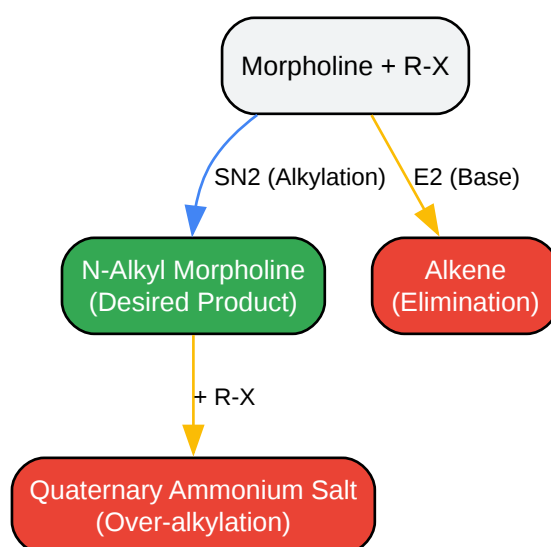 Morpholine + R-X
SN2 (Alkylation)
E2 (Base)
N-Alkyl Morpholine
(Desired Product)
Alkene
(Elimination)
+ R-X
Quaternary Ammonium Salt
(Over-alkylation)